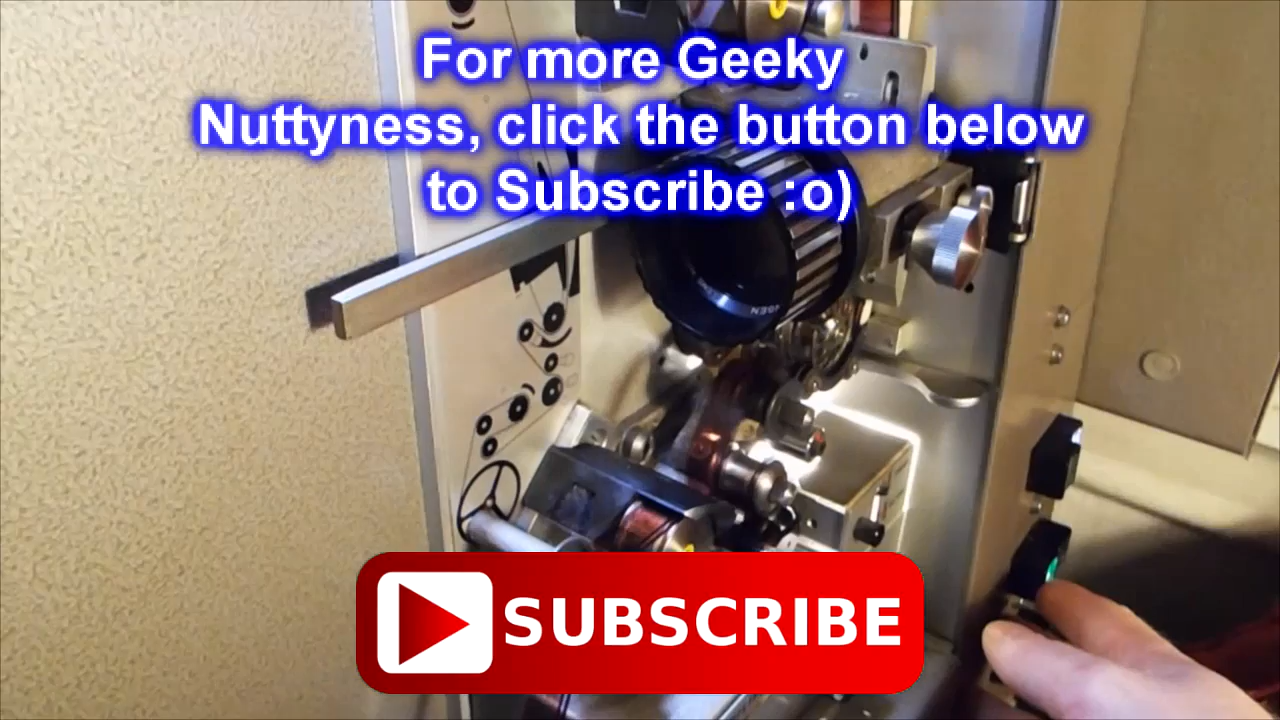 For more Geeky
Nuttyness, click the button below
to Subscribe :o)
SUBSCRIBE